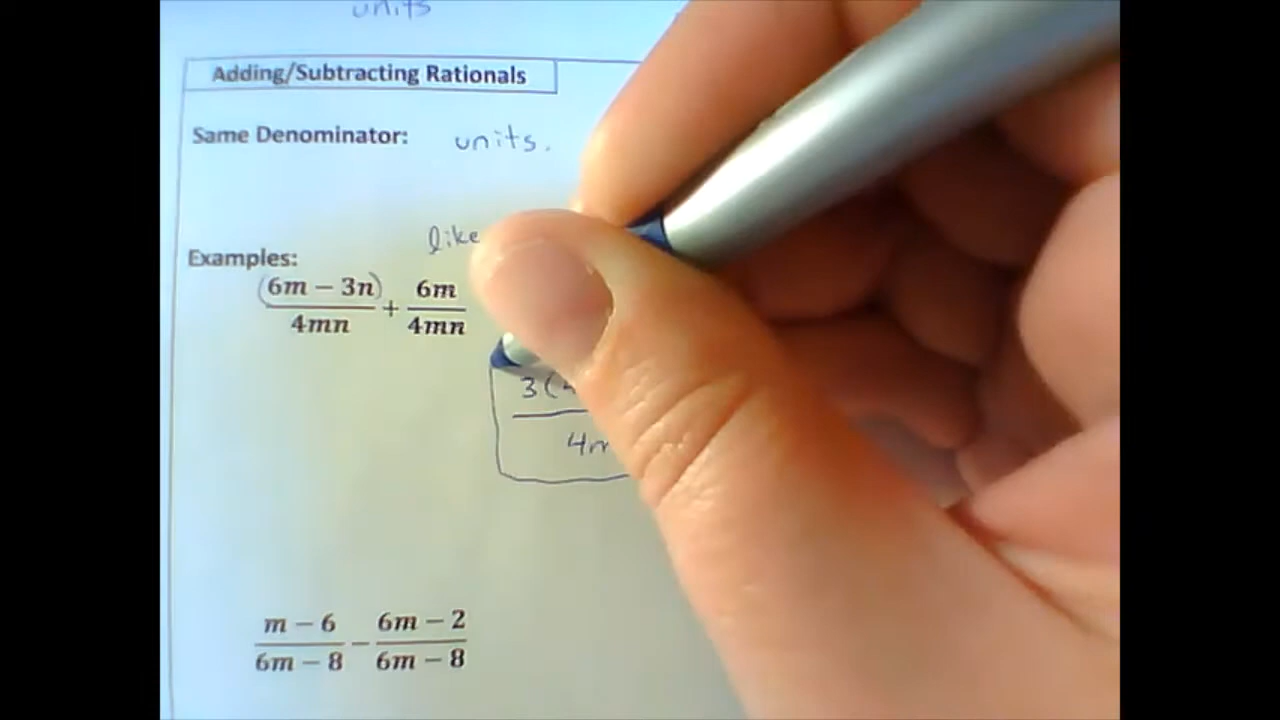 units
Adding/Subtracting Rationals
Same Denominator: units.
Examples: like
(6m − 3n)/4mn + 6m/4mn
3(
4m
m − 6/6m − 8 − 6m − 2/6m − 8